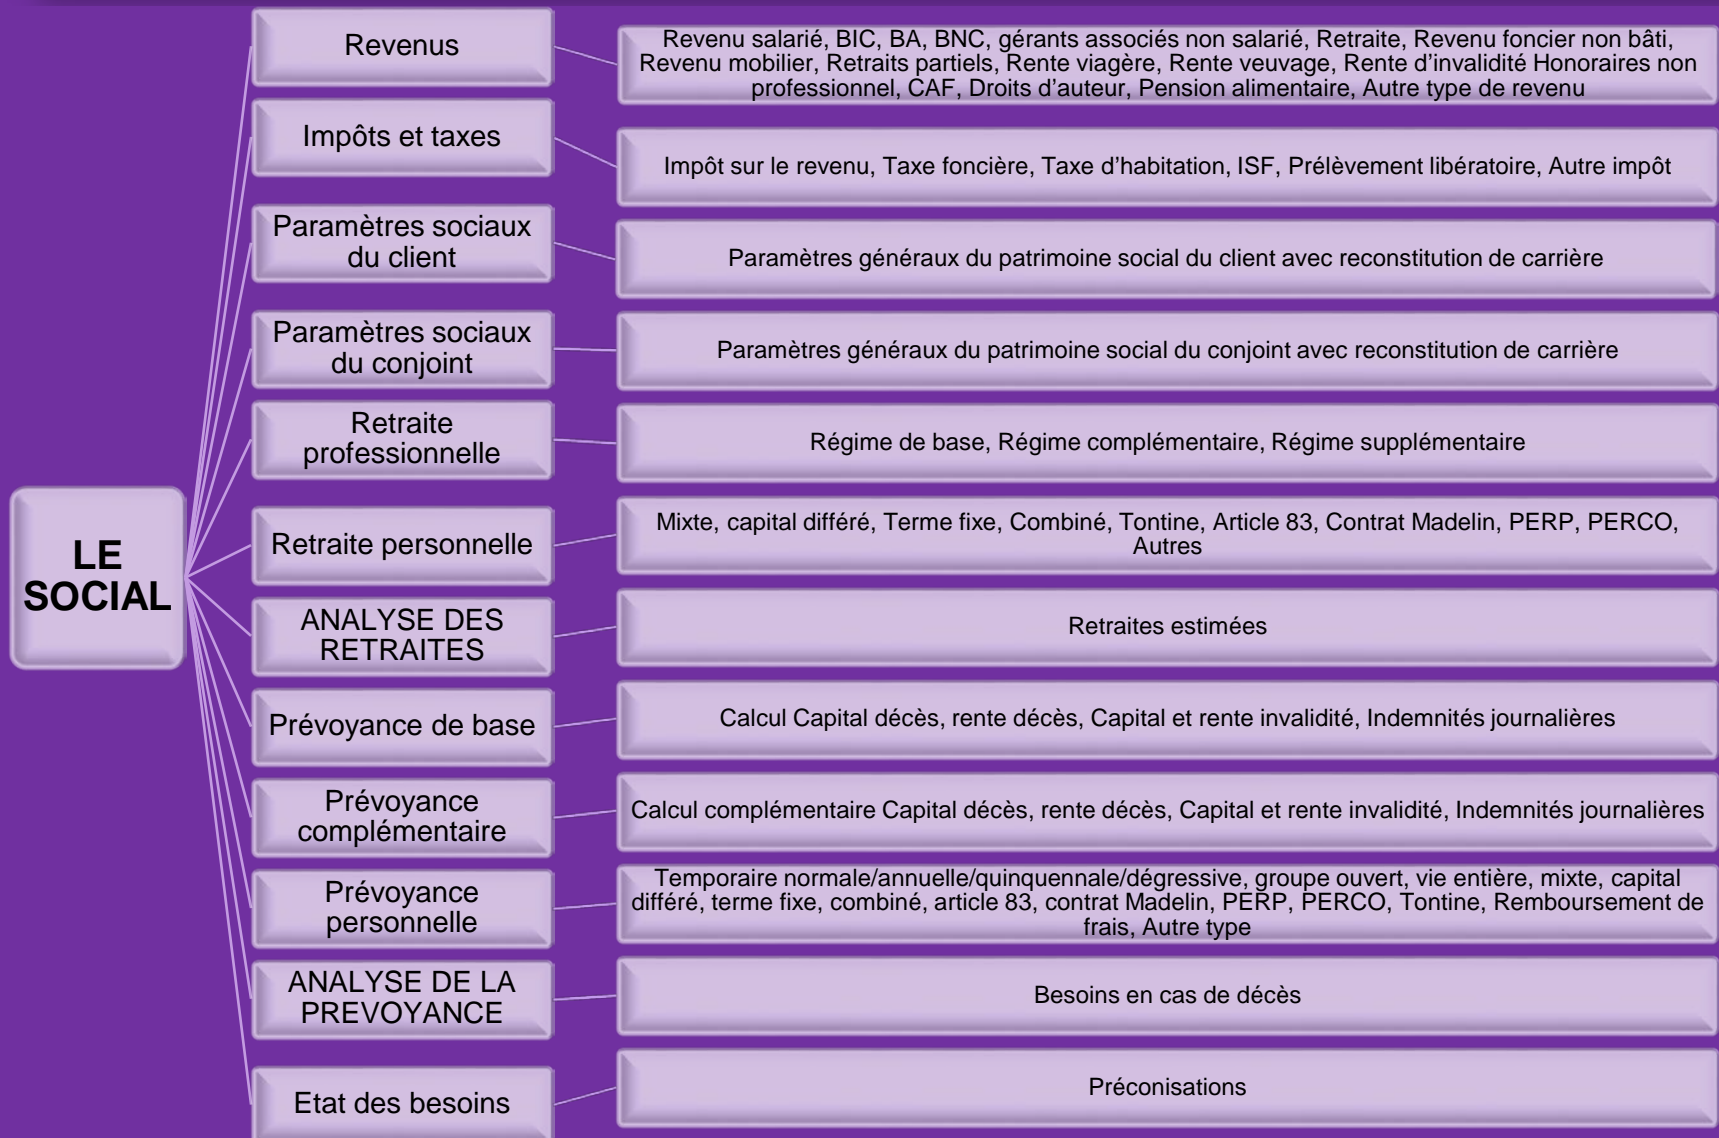 LE
SOCIAL
Revenus
Revenu salarié, BIC, BA, BNC, gérants associés non salarié, Retraite, Revenu foncier non bâti,
Revenu mobilier, Retraits partiels, Rente viagère, Rente veuvage, Rente d'invalidité Honoraires non
professionnel, CAF, Droits d'auteur, Pension alimentaire, Autre type de revenu
Impôts et taxes
Impôt sur le revenu, Taxe foncière, Taxe d'habitation, ISF, Prélèvement libératoire, Autre impôt
Paramètres sociaux
du client
Paramètres généraux du patrimoine social du client avec reconstitution de carrière
Paramètres sociaux
du conjoint
Paramètres généraux du patrimoine social du conjoint avec reconstitution de carrière
Retraite
professionnelle
Régime de base, Régime complémentaire, Régime supplémentaire
Retraite personnelle
Mixte, capital différé, Terme fixe, Combiné, Tontine, Article 83, Contrat Madelin, PERP, PERCO,
Autres
ANALYSE DES
RETRAITES
Retraites estimées
Prévoyance de base
Calcul Capital décès, rente décès, Capital et rente invalidité, Indemnités journalières
Prévoyance
complémentaire
Calcul complémentaire Capital décès, rente décès, Capital et rente invalidité, Indemnités journalières
Prévoyance
personnelle
Temporaire normale/annuelle/quinquennale/dégressive, groupe ouvert, vie entière, mixte, capital
différé, terme fixe, combiné, article 83, contrat Madelin, PERP, PERCO, Tontine, Remboursement de
frais, Autre type
ANALYSE DE LA
PREVOYANCE
Besoins en cas de décès
Etat des besoins
Préconisations